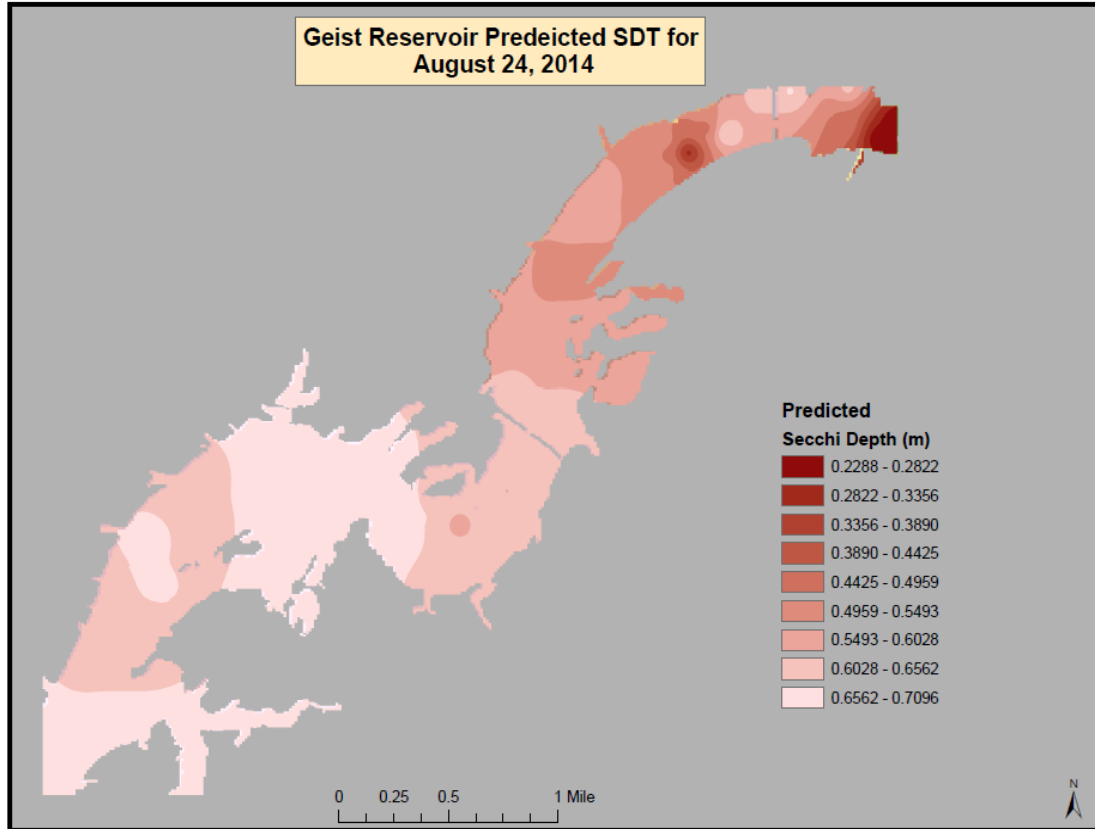 Geist Reservoir Predeicted SDT for
August 24, 2014
Predicted
Secchi Depth (m)
0.2288 - 0.2822
0.2822 - 0.3356
0.3356 - 0.3890
0.3890 - 0.4425
0.4425 - 0.4959
0.4959 - 0.5493
0.5493 - 0.6028
0.6028 - 0.6562
0.6562 - 0.7096
0 0.25 0.5 1 Mile
N